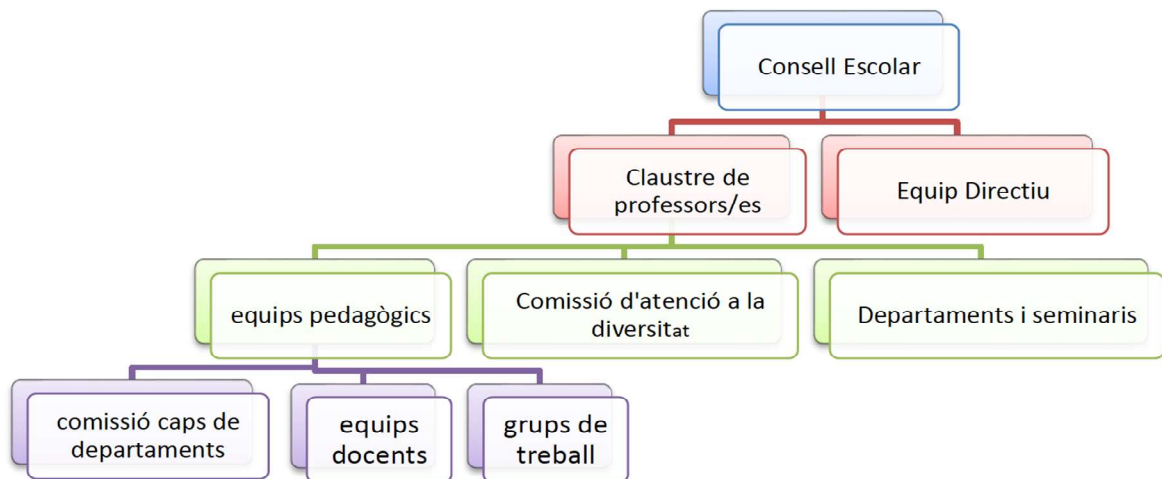 Consell Escolar
Claustre de
professors/es
Equip Directiu
equips pedagògics
Comissió d'atenció a la
diversitat
Departaments i seminaris
comissió caps de
departaments
equips
docents
grups de
treball